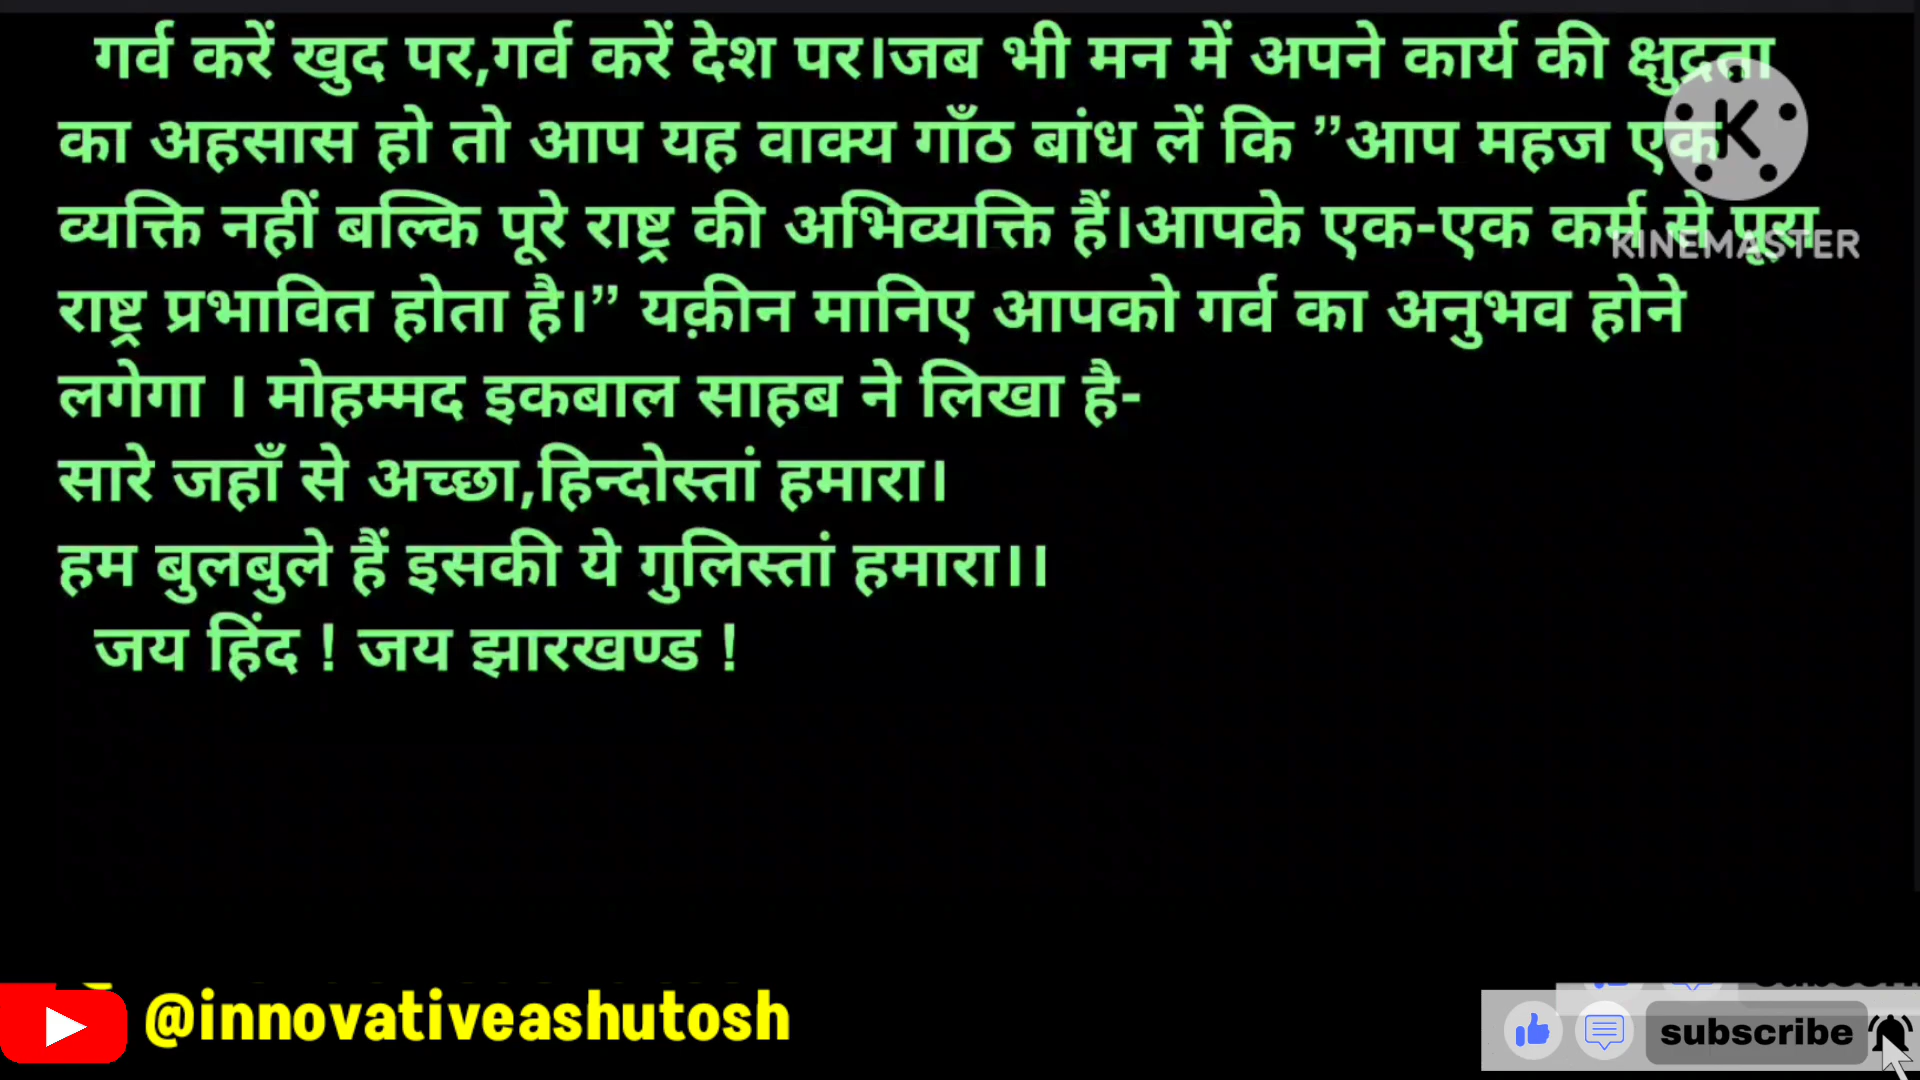 गर्व करें खुद पर,गर्व करें देश पर।जब भी मन में अपने कार्य की क्षुद्रता
का अहसास हो तो आप यह वाक्य गाँठ बांध लें कि ”आप महज एक
व्यक्ति नहीं बल्कि पूरे राष्ट्र की अभिव्यक्ति हैं।आपके एक-एक कर्म से पूरा
राष्ट्र प्रभावित होता है।” यक़ीन मानिए आपको गर्व का अनुभव होने
लगेगा । मोहम्मद इकबाल साहब ने लिखा है-
सारे जहाँ से अच्छा,हिन्दोस्तां हमारा।
हम बुलबुले हैं इसकी ये गुलिस्तां हमारा।।
जय हिंद ! जय झारखण्ड !
K
KINEMASTER
@innovativeashutosh
subscribe